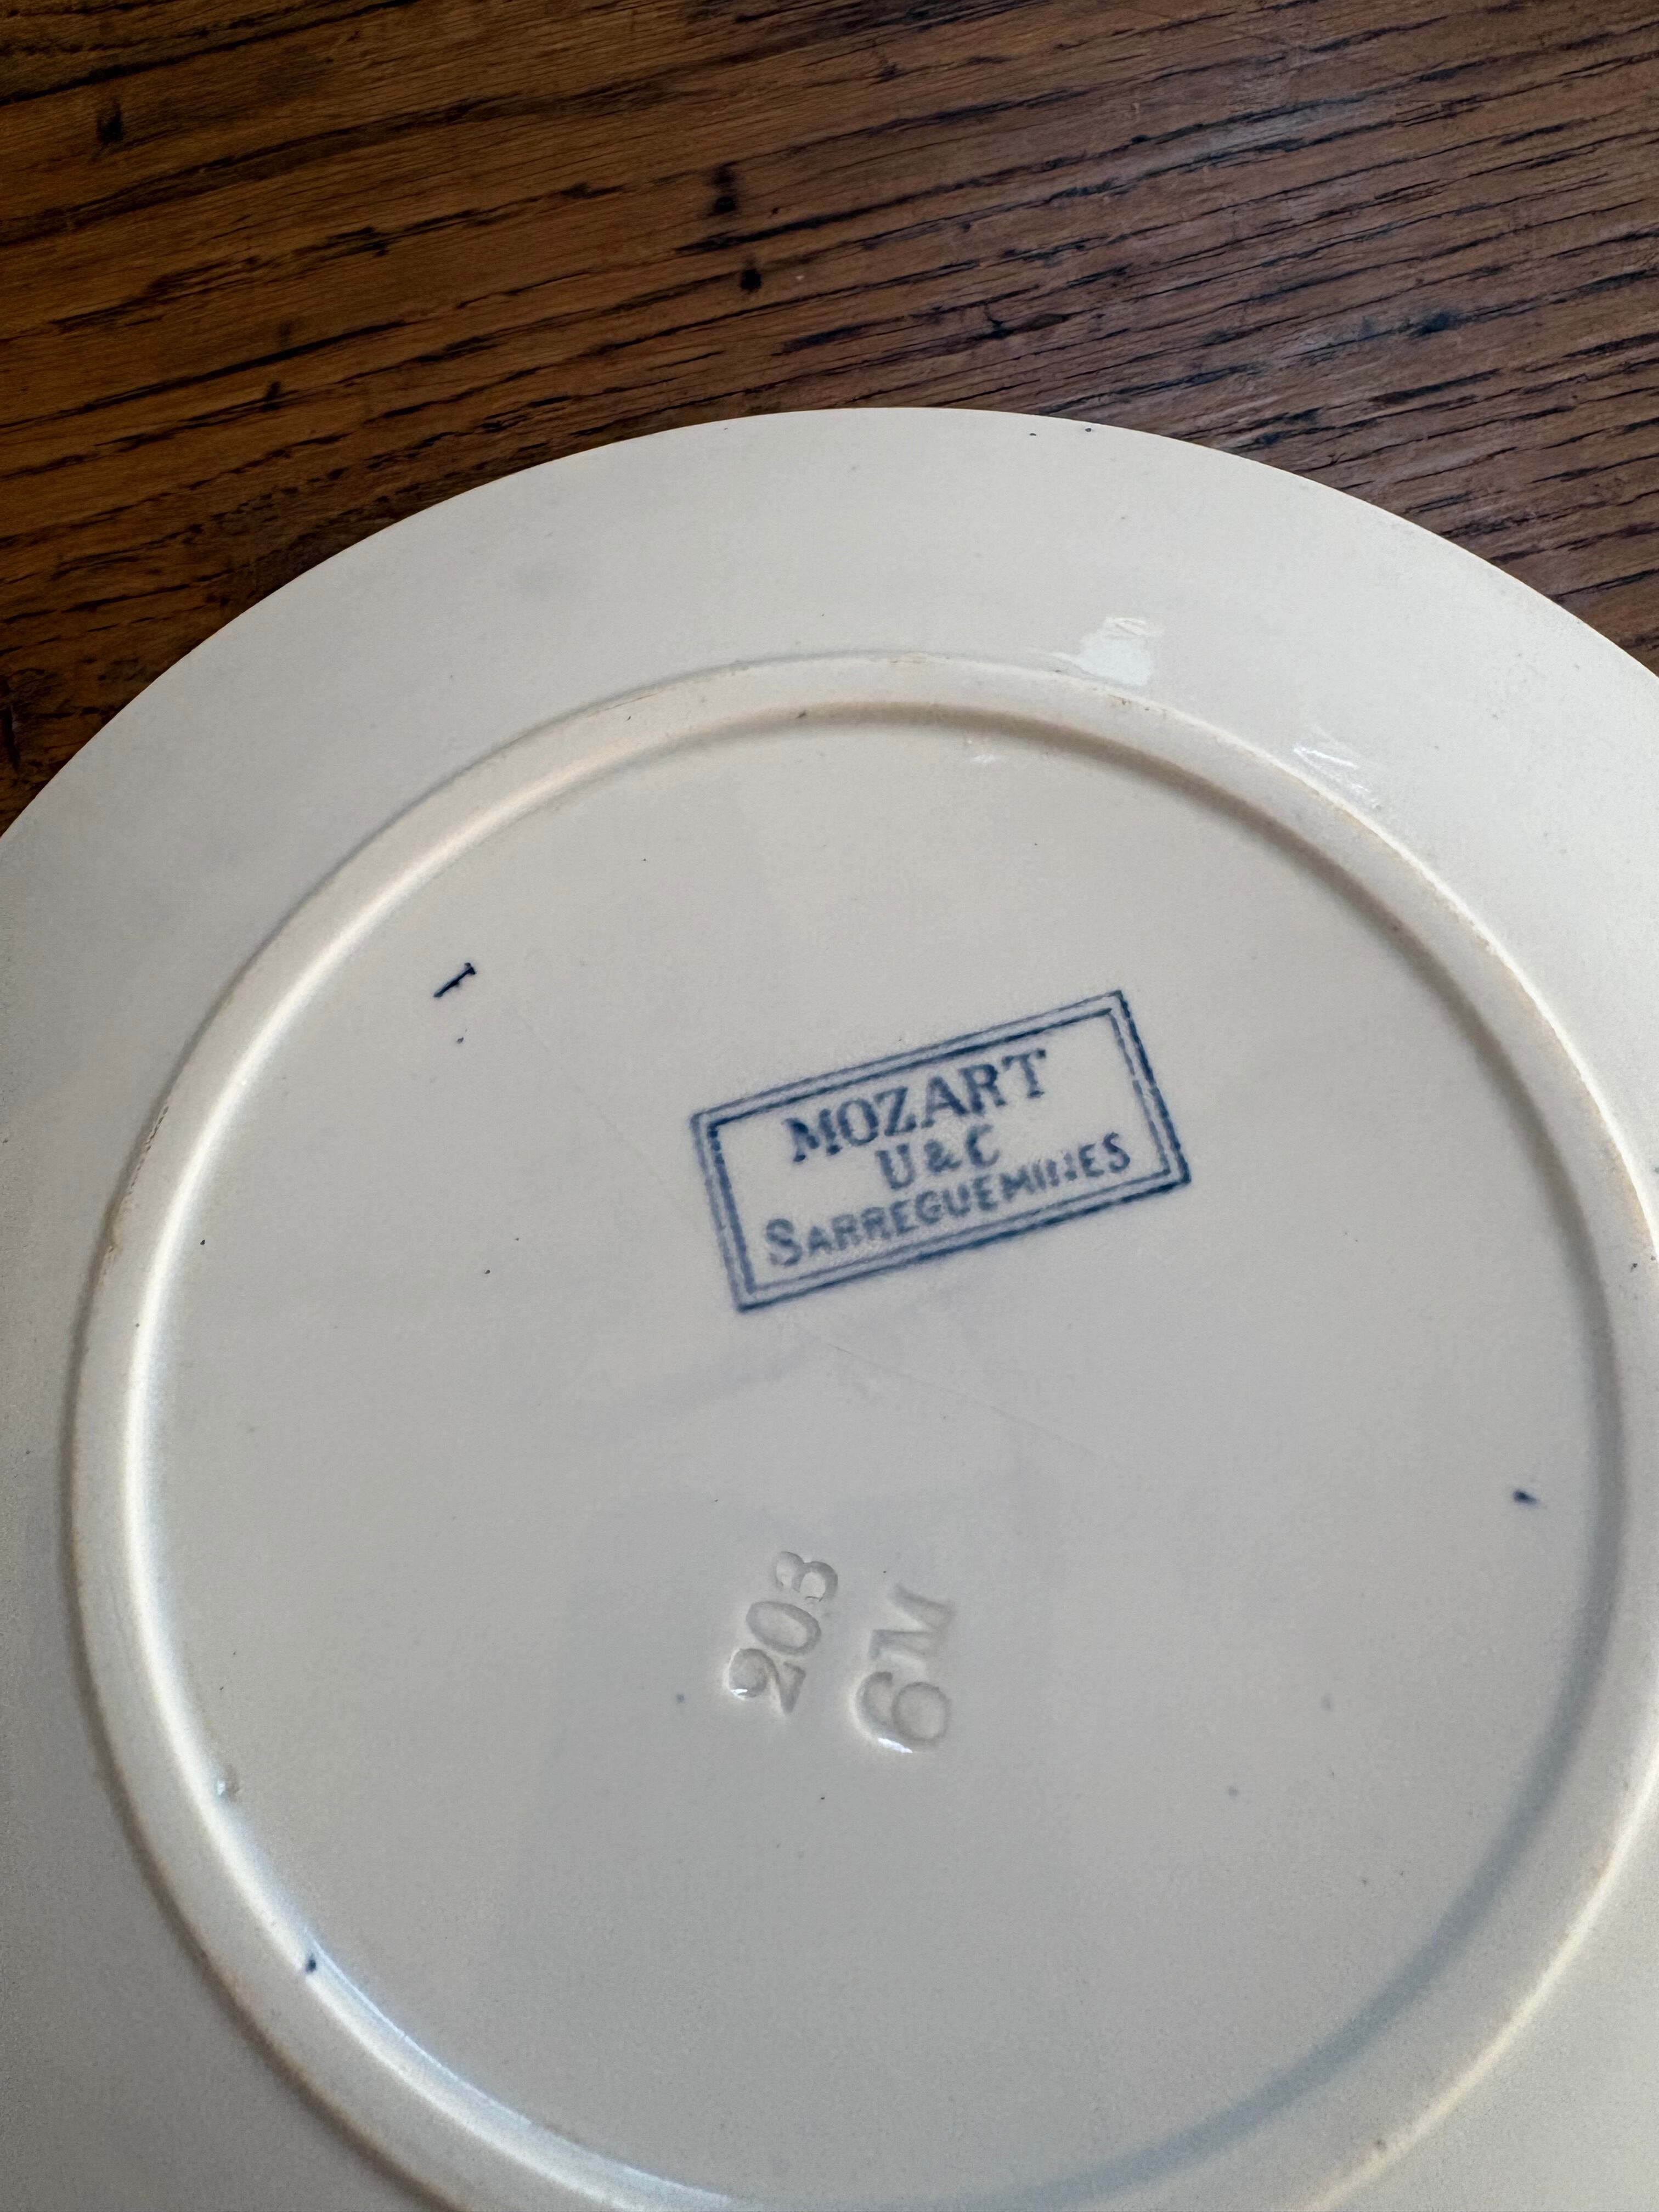 MOZART
U & C
SARREGUEMINES
203
6M